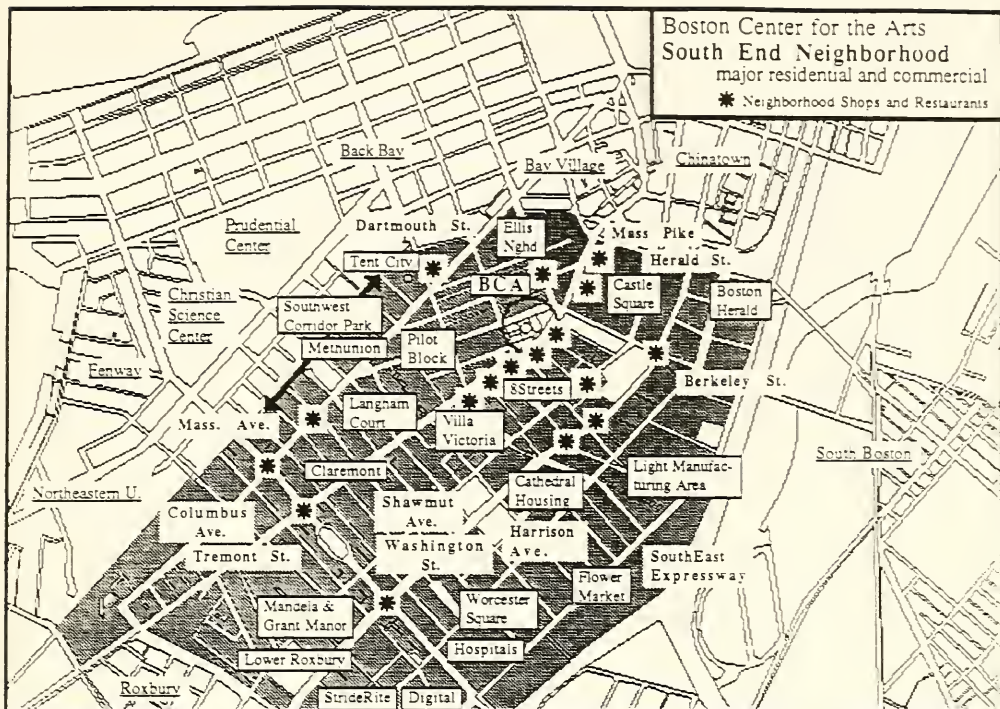 Boston Center for the Arts
South End Neighborhood
major residential and commercial
Neighborhood Shops and Restaurants
Back Bay
Bay Village
Chinatown
Prudential
Center
Dartmouth St.
Ellis
Nghd
Mass Pike
Herald St.
Tent City
BCA
Castle
Square
Boston
Herald
Christian
Science
Center
Southwest
Corridor Park
Methunion
Pilot
Block
Fenway
8Streets
Berkeley St.
Mass. Ave.
Langham
Court
Villa
Victoria
South Boston
Claremont
Light Manufac-
turing Area
Northeastern U.
Cathedral
Housing
Columbus
Ave.
Shawmut
Ave.
Harrison
Ave.
Tremont St.
Washington
St.
SouthEast
Expressway
Flower
Market
Mandela &
Grant Manor
Worcester
Square
Lower Roxbury
Hospitals
Roxbury
StrideRite
Digital